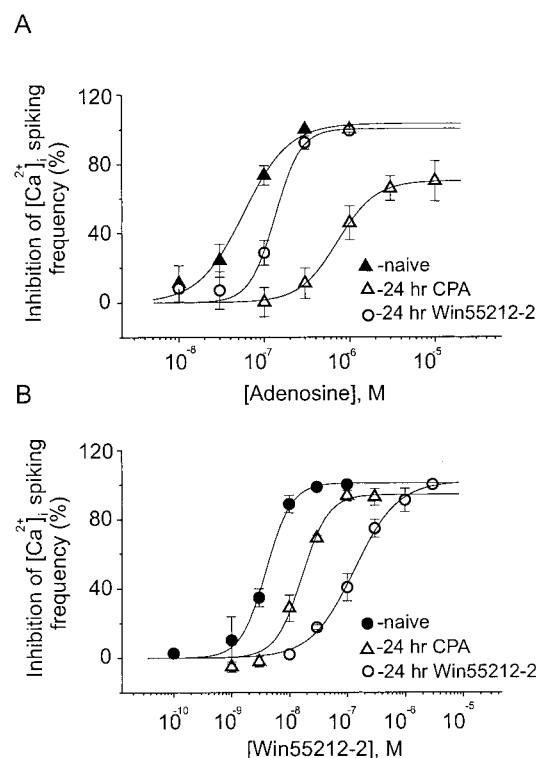 A
Inhibition of [Ca²⁺]ᵢ spiking
frequency (%)
120
80
40
0
▲-naive
△-24 hr CPA
○-24 hr Win55212-2
10⁻⁸
10⁻⁷
10⁻⁶
10⁻⁵
[Adenosine], M
B
Inhibition of [Ca²⁺]ᵢ spiking
frequency (%)
120
80
40
0
●-naive
△-24 hr CPA
○-24 hr Win55212-2
10⁻¹⁰
10⁻⁹
10⁻⁸
10⁻⁷
10⁻⁶
10⁻⁵
[Win55212-2], M